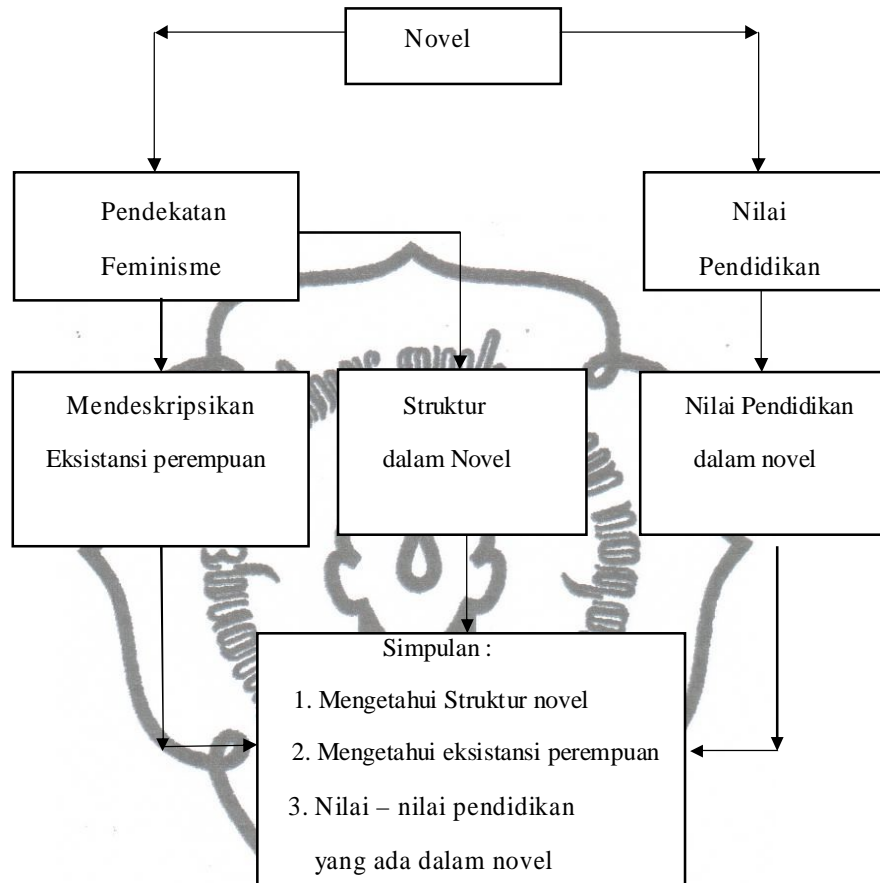 Novel
Pendekatan
Feminisme
Nilai
Pendidikan
Mendeskripsikan
Eksistansi perempuan
Struktur
dalam Novel
Nilai Pendidikan
dalam novel
Simpulan :
1. Mengetahui Struktur novel
2. Mengetahui eksistansi perempuan
3. Nilai – nilai pendidikan
yang ada dalam novel